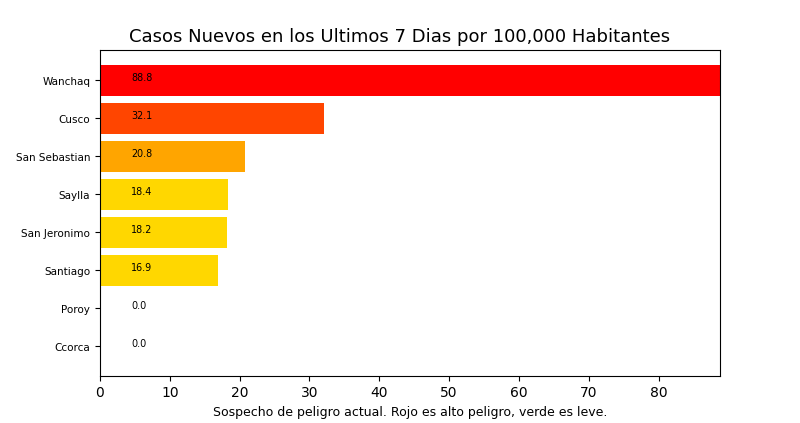 Casos Nuevos en los Ultimos 7 Dias por 100,000 Habitantes
Wanchaq 88.8
Cusco 32.1
San Sebastian 20.8
Saylla 18.4
San Jeronimo 18.2
Santiago 16.9
Poroy 0.0
Ccorca 0.0
0 10 20 30 40 50 60 70 80
Sospecho de peligro actual. Rojo es alto peligro, verde es leve.